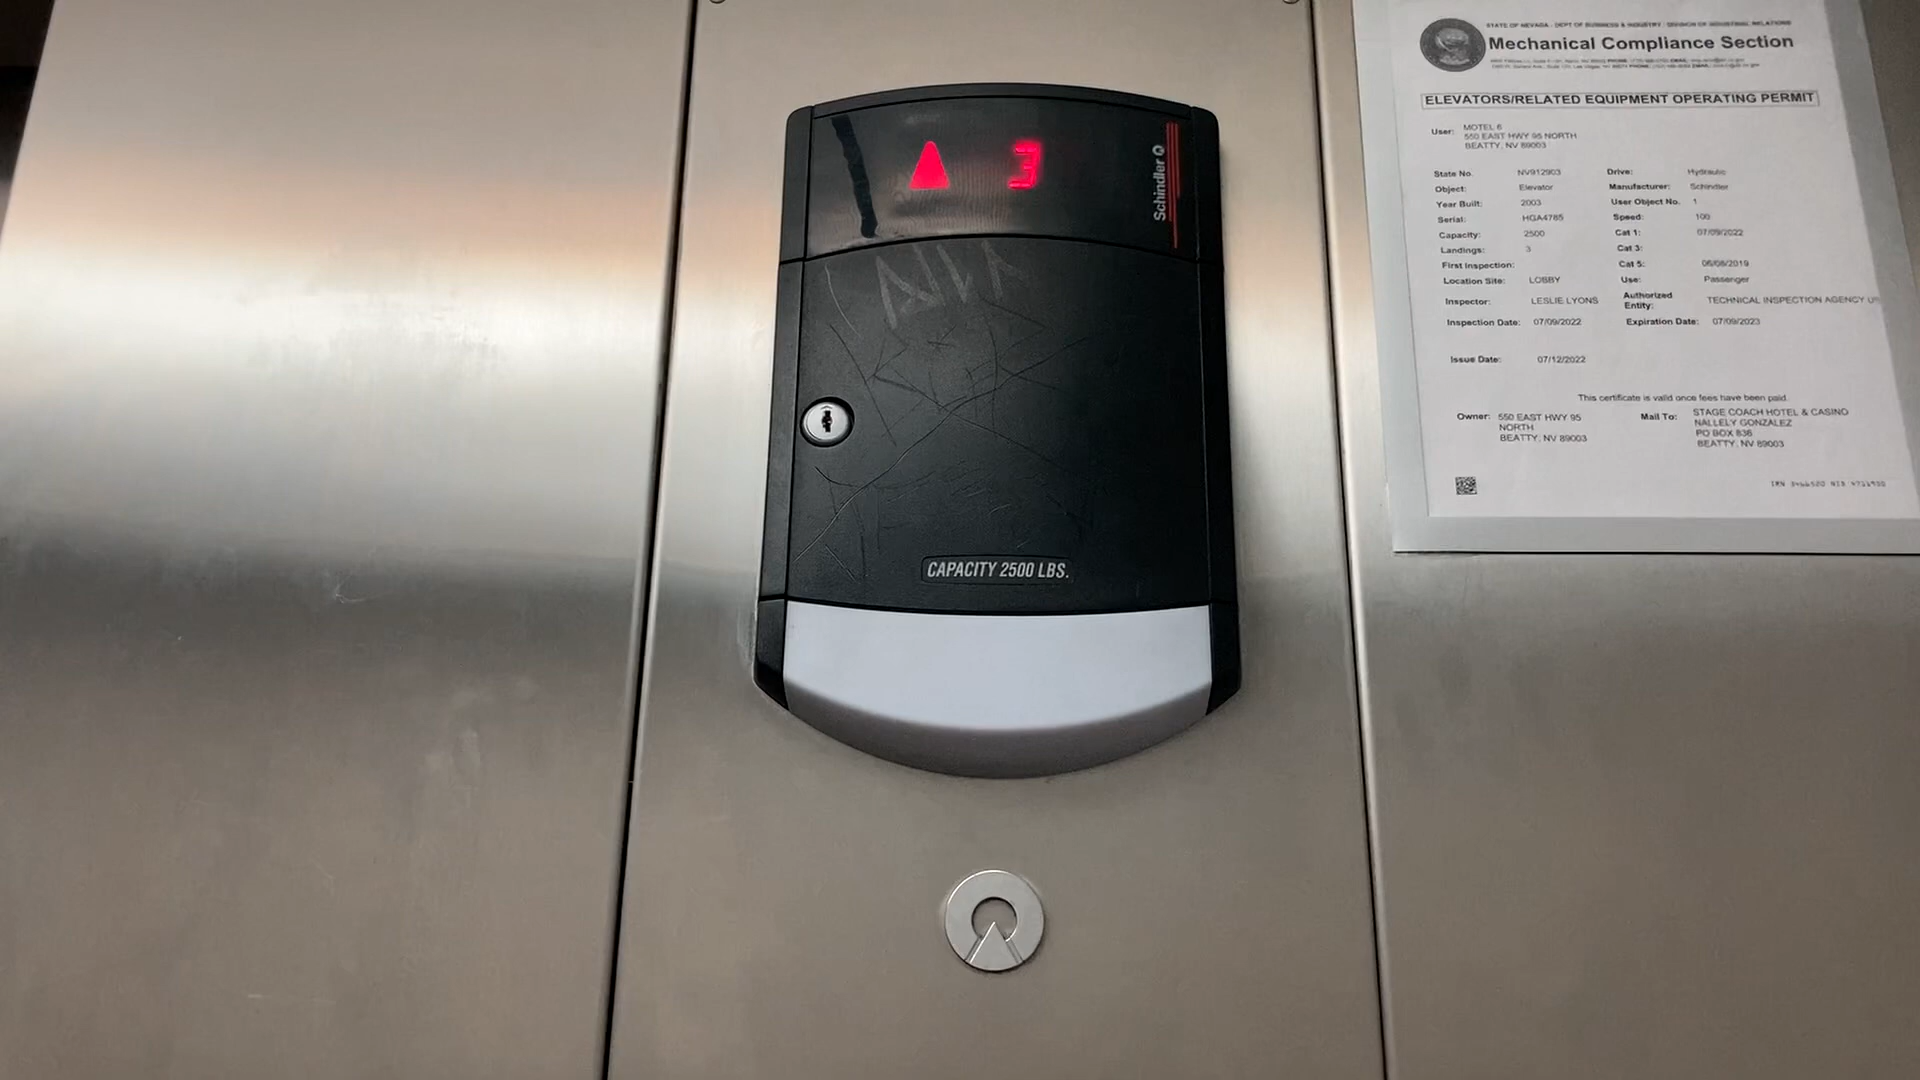 3
Schindler
CAPACITY 2500 LBS.
STATE OF NEVADA - DEPT OF BUSINESS & INDUSTRY - DIVISION OF INDUSTRIAL RELATIONS
Mechanical Compliance Section
ELEVATORS/RELATED EQUIPMENT OPERATING PERMIT
User: MOTEL 6
550 EAST HWY 95 NORTH
BEATTY, NV 89003
State No. NV912903 Drive: Hydraulic
Object: Elevator Manufacturer: Schindler
Year Built: 2003 User Object No. 1
Serial: HGA4785 Speed: 100
Capacity: 2500 Cat 1: 07/09/2022
Landings: 3 Cat 3:
First Inspection: Cat 5: 06/08/2019
Location Site: LOBBY Use: Passenger
Inspector: LESLIE LYONS Authorized Entity: TECHNICAL INSPECTION AGENCY
Inspection Date: 07/09/2022 Expiration Date: 07/09/2023
Issue Date: 07/12/2022
This certificate is valid once fees have been paid.
Owner: 550 EAST HWY 95
NORTH
BEATTY, NV 89003
Mail To: STAGE COACH HOTEL & CASINO
NALLELY GONZALEZ
PO BOX 836
BEATTY, NV 89003